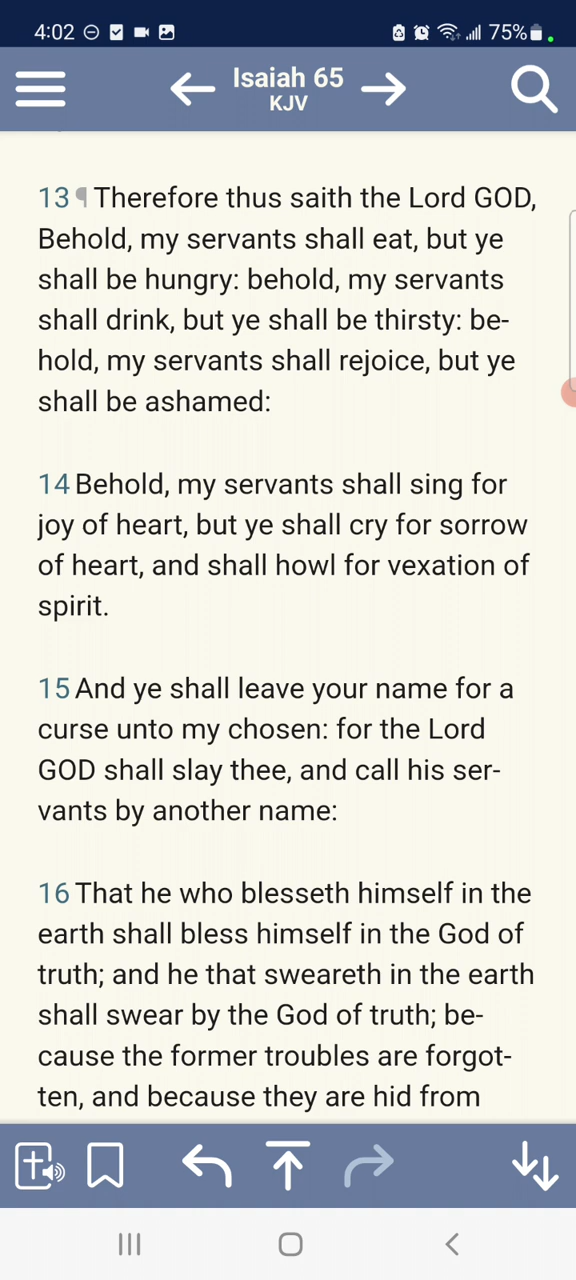 4:02 75%
Isaiah 65
KJV
13 ¶ Therefore thus saith the Lord GOD,
Behold, my servants shall eat, but ye
shall be hungry: behold, my servants
shall drink, but ye shall be thirsty: be-
hold, my servants shall rejoice, but ye
shall be ashamed:
14 Behold, my servants shall sing for
joy of heart, but ye shall cry for sorrow
of heart, and shall howl for vexation of
spirit.
15 And ye shall leave your name for a
curse unto my chosen: for the Lord
GOD shall slay thee, and call his ser-
vants by another name:
16 That he who blesseth himself in the
earth shall bless himself in the God of
truth; and he that sweareth in the earth
shall swear by the God of truth; be-
cause the former troubles are forgot-
ten, and because they are hid from